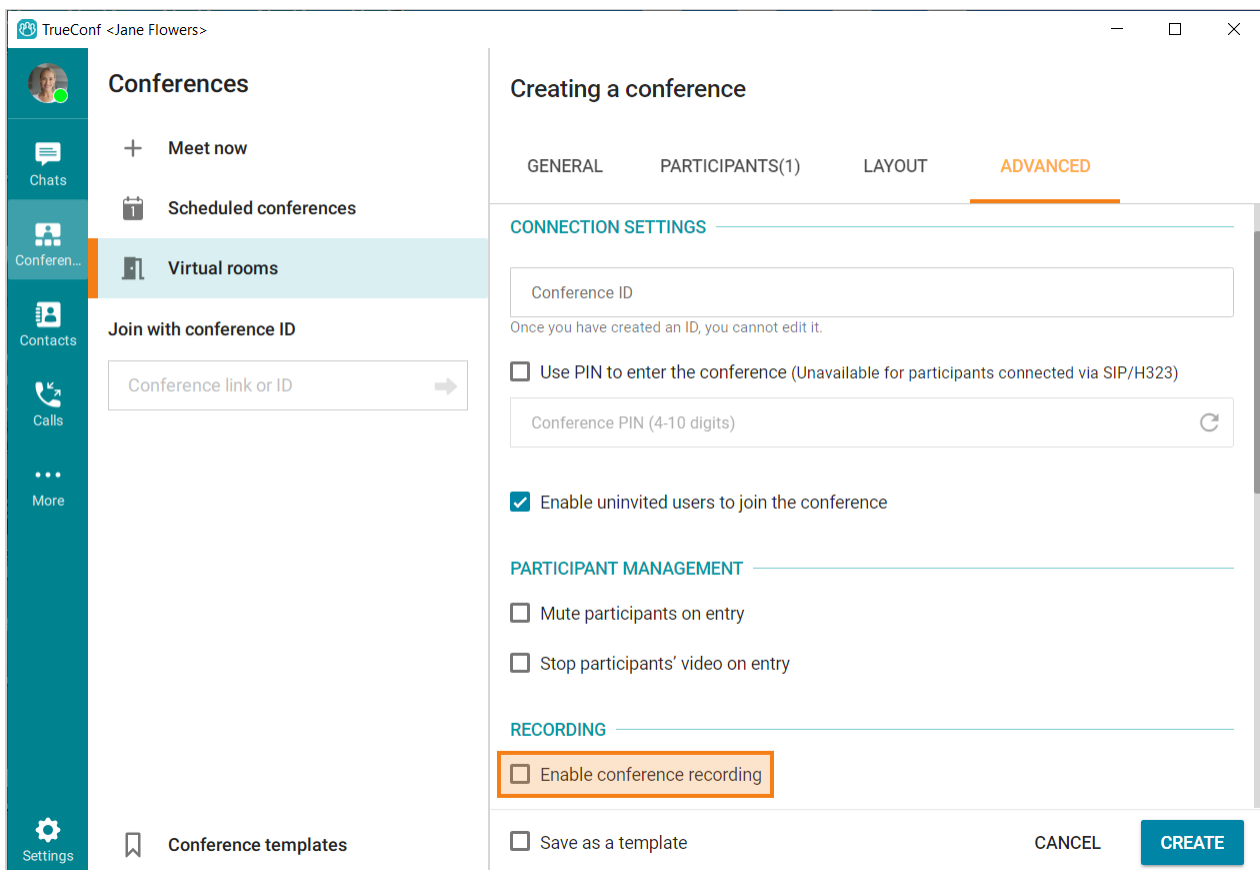 TrueConf <Jane Flowers>
Chats
Conferen...
Contacts
Calls
More
Settings
Conferences
Meet now
1
Scheduled conferences
Virtual rooms
Join with conference ID
Conference link or ID
Conference templates
Creating a conference
GENERAL PARTICIPANTS(1) LAYOUT ADVANCED
CONNECTION SETTINGS
Conference ID
Once you have created an ID, you cannot edit it.
Use PIN to enter the conference (Unavailable for participants connected via SIP/H323)
Conference PIN (4-10 digits)
Enable uninvited users to join the conference
PARTICIPANT MANAGEMENT
Mute participants on entry
Stop participants’ video on entry
RECORDING
Enable conference recording
Save as a template CANCEL CREATE